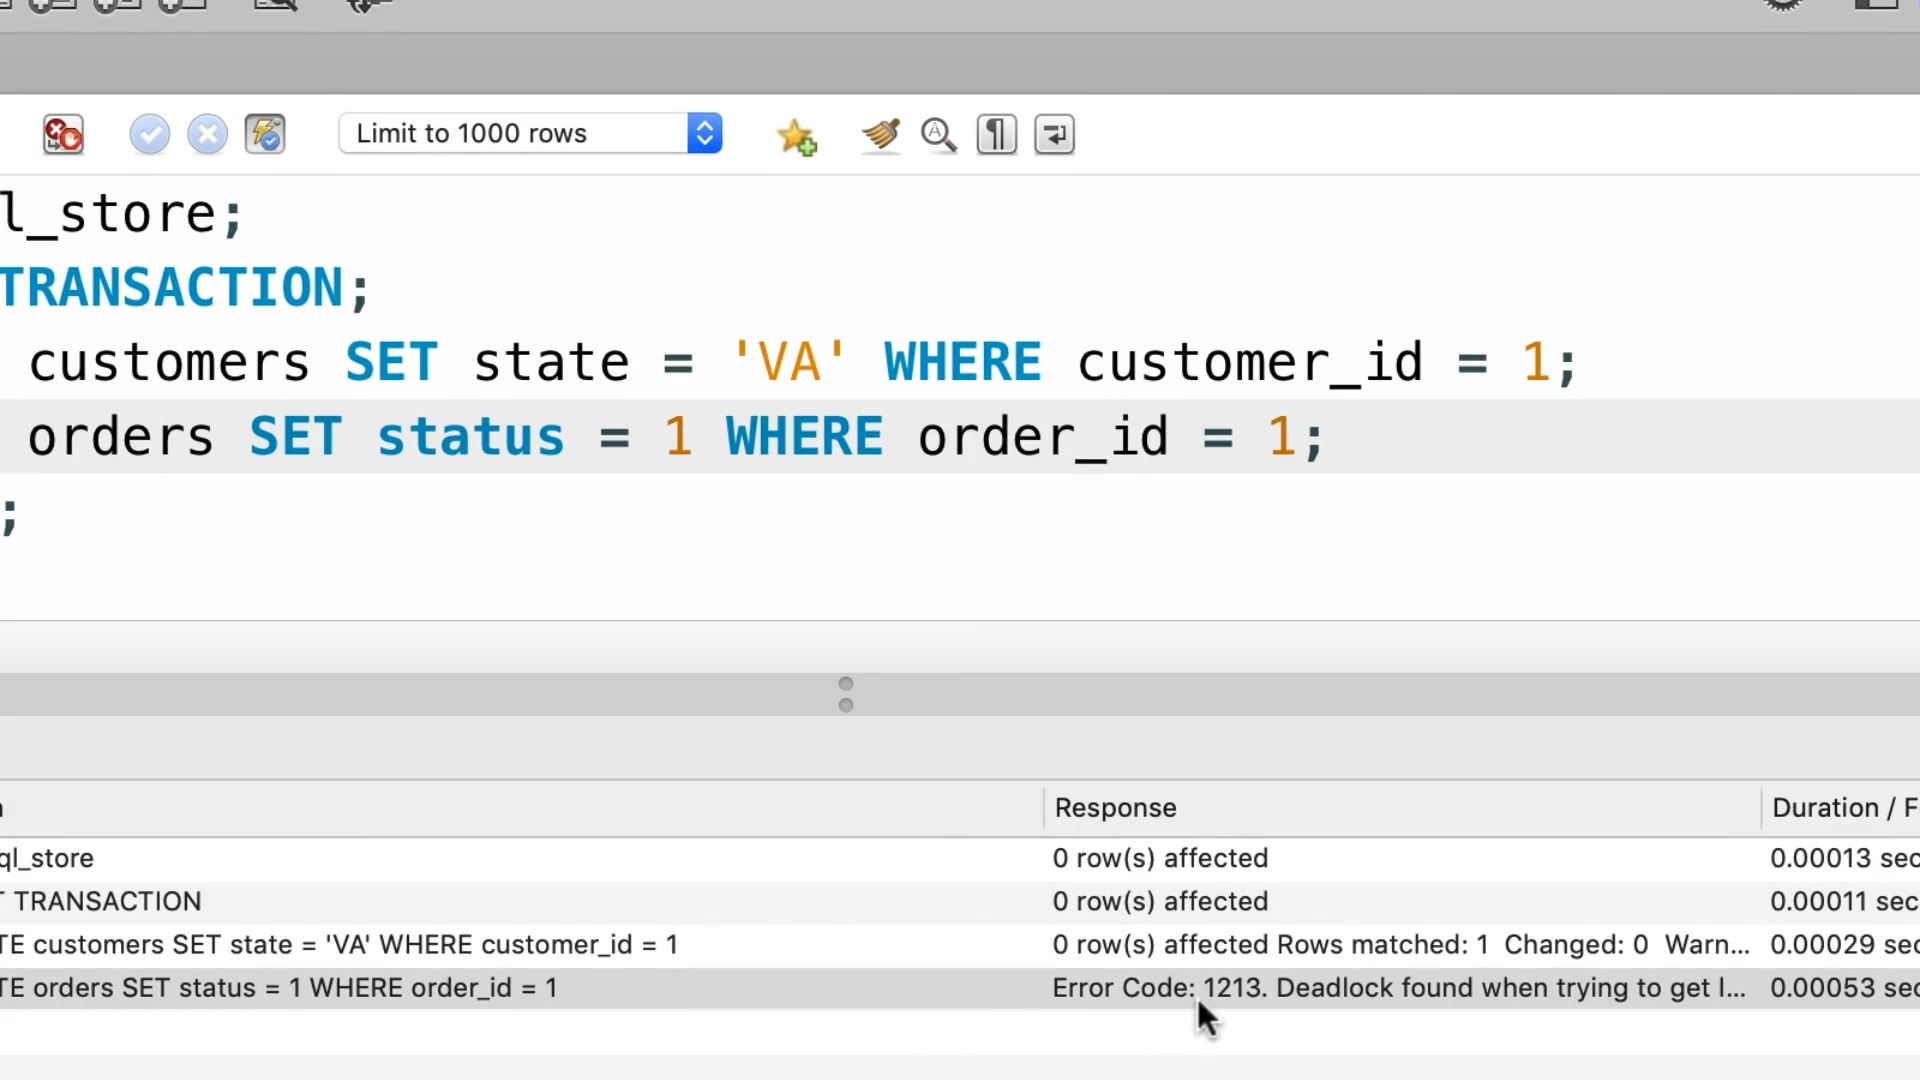 Limit to 1000 rows
l_store;
TRANSACTION;
customers SET state = 'VA' WHERE customer_id = 1;
orders SET status = 1 WHERE order_id = 1;
;
Response Duration / F
ql_store 0 row(s) affected 0.00013 sec
T TRANSACTION 0 row(s) affected 0.00011 sec
TE customers SET state = 'VA' WHERE customer_id = 1 0 row(s) affected Rows matched: 1 Changed: 0 Warn... 0.00029 sec
TE orders SET status = 1 WHERE order_id = 1 Error Code: 1213. Deadlock found when trying to get l... 0.00053 sec